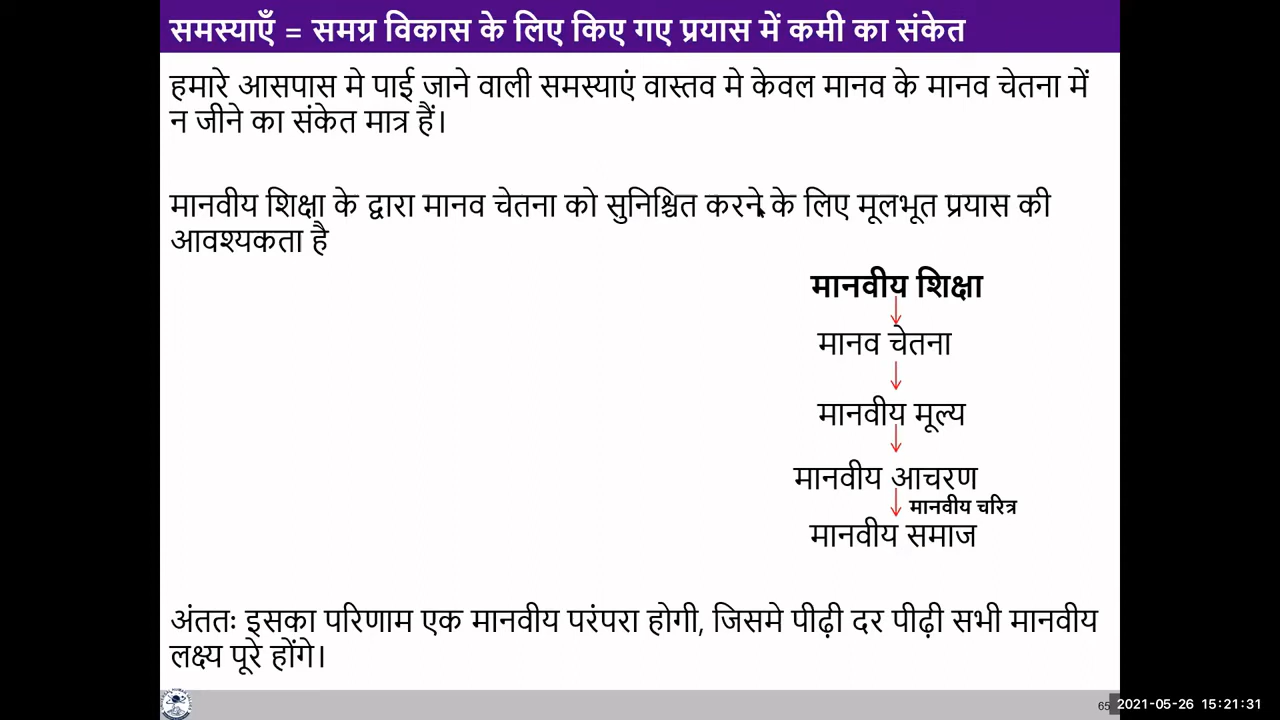 समस्याएँ = समग्र विकास के लिए किए गए प्रयास में कमी का संकेत
हमारे आसपास मे पाई जाने वाली समस्याएं वास्तव मे केवल मानव के मानव चेतना में
न जीने का संकेत मात्र हैं।
मानवीय शिक्षा के द्वारा मानव चेतना को सुनिश्चित करने के लिए मूलभूत प्रयास की
आवश्यकता है
मानवीय शिक्षा
मानव चेतना
मानवीय मूल्य
मानवीय आचरण
मानवीय चरित्र
मानवीय समाज
अंततः इसका परिणाम एक मानवीय परंपरा होगी, जिसमे पीढ़ी दर पीढ़ी सभी मानवीय
लक्ष्य पूरे होंगे।
65
2021-05-26 15:21:31